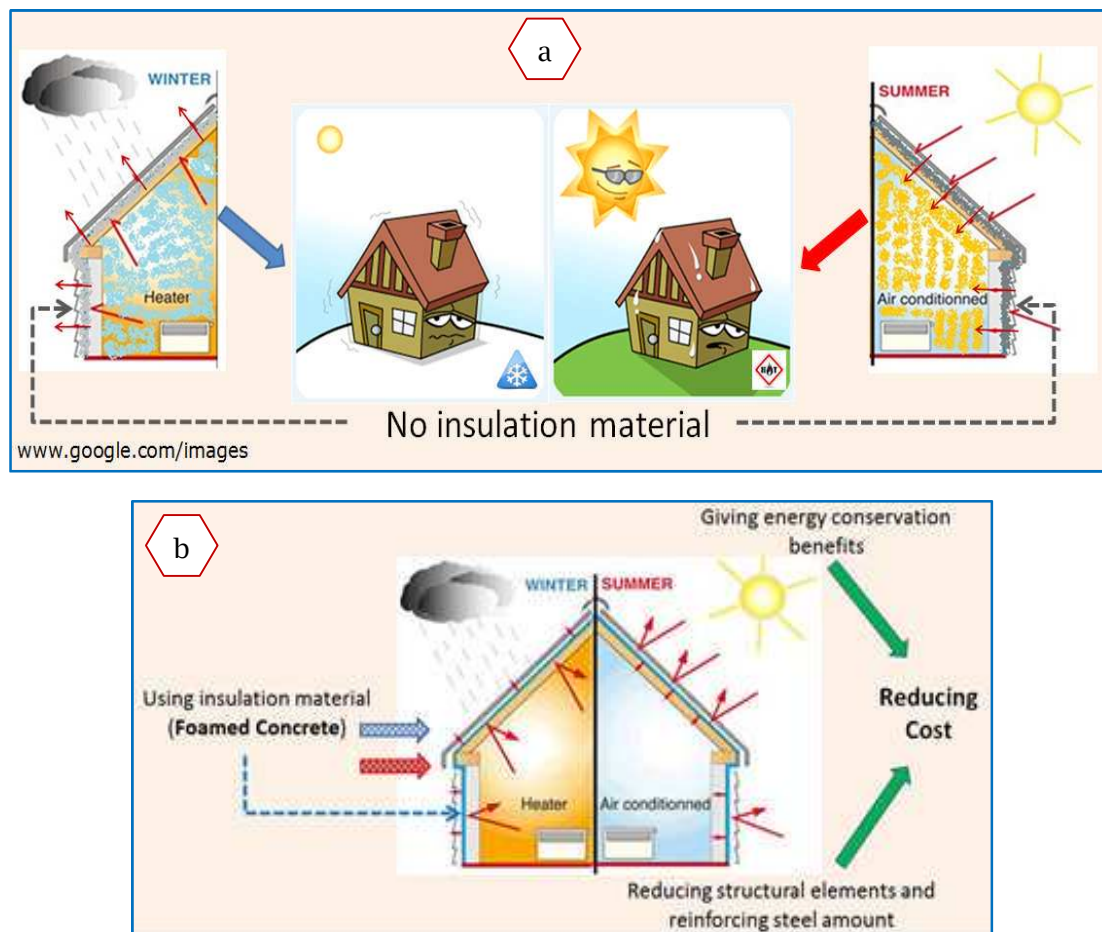 a
WINTER
SUMMER
Heater
Air conditionned
HOT
No insulation material
www.google.com/images
b
Giving energy conservation
benefits
WINTER
SUMMER
Using insulation material
(Foamed Concrete)
Reducing
Cost
Heater
Air conditionned
Reducing structural elements and
reinforcing steel amount